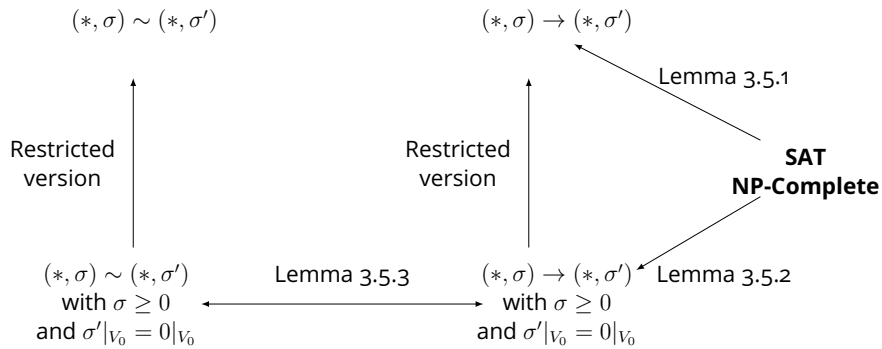 (∗, σ) ∼ (∗, σ′)
(∗, σ) → (∗, σ′)
Lemma 3.5.1
Restricted
version
Restricted
version
SAT
NP-Complete
(∗, σ) ∼ (∗, σ′)
with σ ≥ 0
and σ′|V₀ = 0|V₀
Lemma 3.5.3
(∗, σ) → (∗, σ′)
with σ ≥ 0
and σ′|V₀ = 0|V₀
Lemma 3.5.2